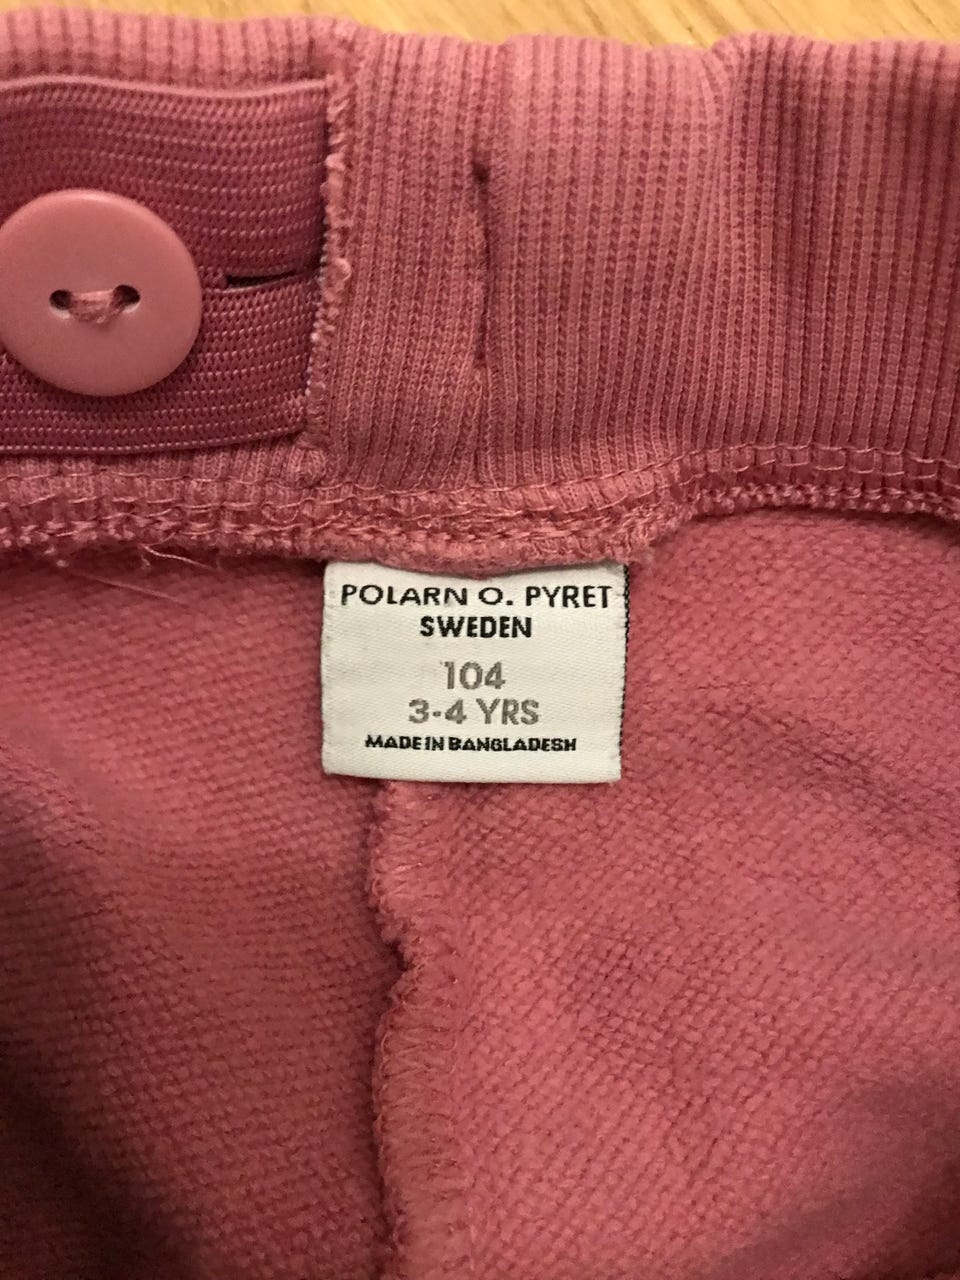 POLARN O. PYRET
SWEDEN
104
3-4 YRS
MADE IN BANGLADESH